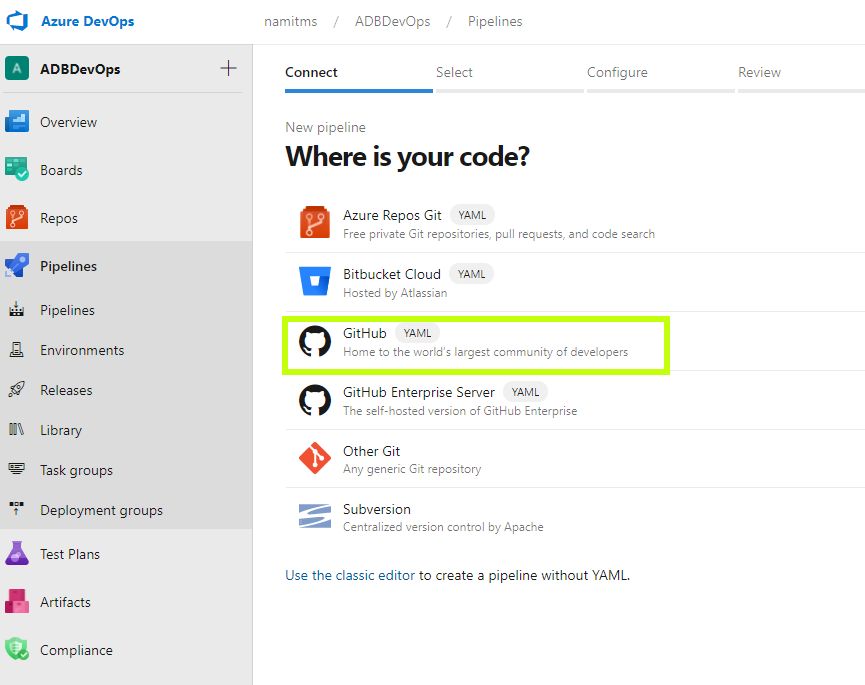 Azure DevOps
namitms / ADBDevOps / Pipelines
A ADBDevOps +
Overview
Boards
Repos
Pipelines
Pipelines
Environments
Releases
Library
Task groups
Deployment groups
Test Plans
Artifacts
Compliance
Connect Select Configure Review
New pipeline
Where is your code?
Azure Repos Git YAML
Free private Git repositories, pull requests, and code search
Bitbucket Cloud YAML
Hosted by Atlassian
GitHub YAML
Home to the world's largest community of developers
GitHub Enterprise Server YAML
The self-hosted version of GitHub Enterprise
Other Git
Any generic Git repository
Subversion
Centralized version control by Apache
Use the classic editor to create a pipeline without YAML.